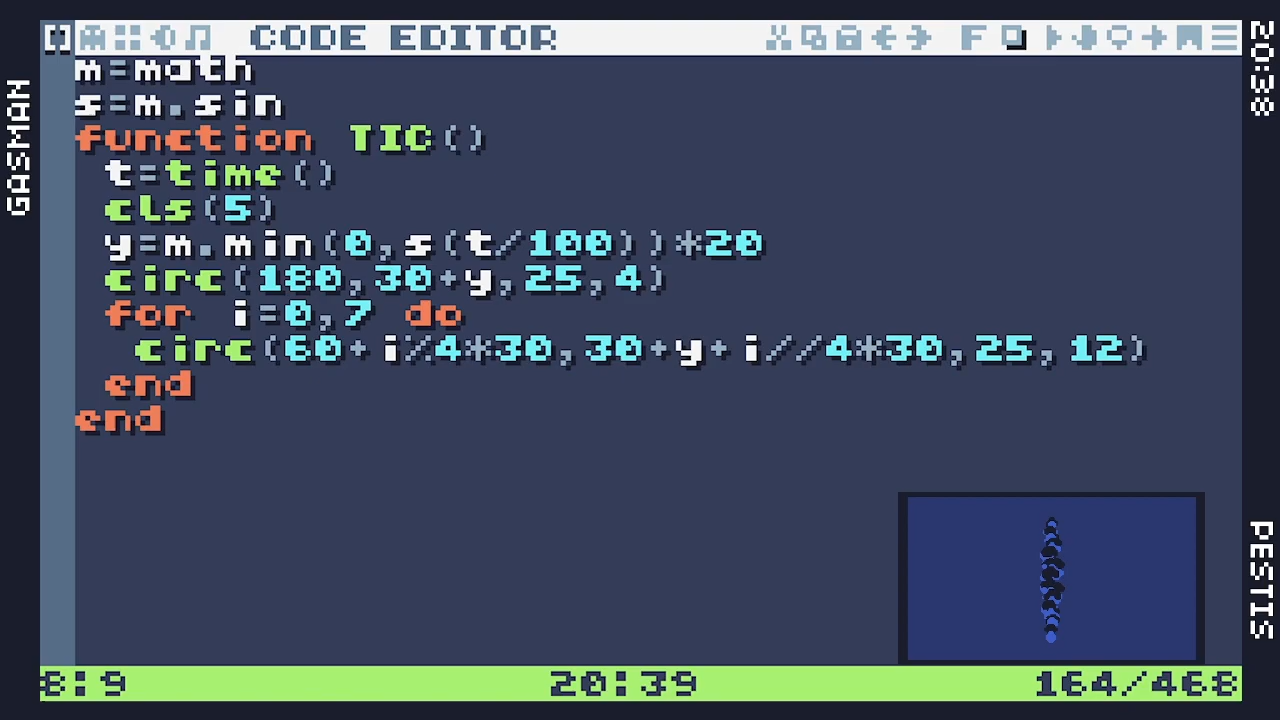 CODE EDITOR
F
m=math
s=m.sin
function TIC()
t=time()
cls(5)
y=m.min(0,s(t/100))*20
circ(180,30+y,25,4)
for i=0,7 do
circ(60+i%4*30,30+y+i//4*30,25,12)
end
end
8:9
20:39
164/468
GASMAN
20:38
PESTIS